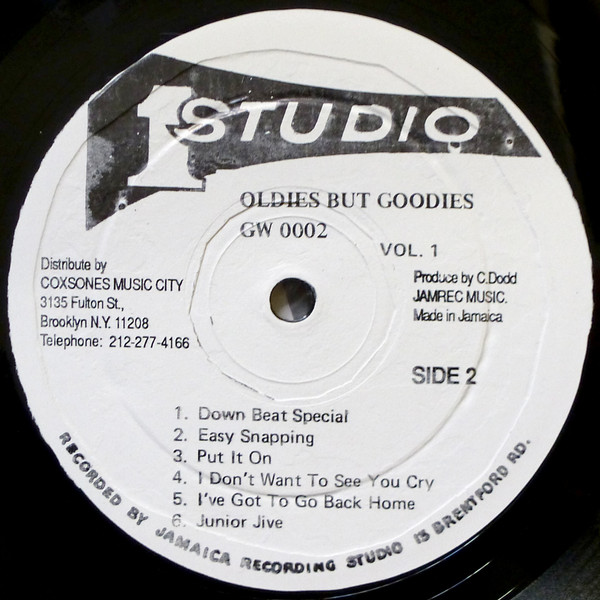 1 STUDIO
OLDIES BUT GOODIES
GW 0002
VOL. 1
Distribute by
COXSONES MUSIC CITY
3135 Fulton St.,
Brooklyn N.Y. 11208
Telephone: 212-277-4166
Produce by C.Dodd
JAMREC MUSIC.
Made in Jamaica
SIDE 2
1. Down Beat Special
2. Easy Snapping
3. Put It On
4. I Don't Want To See You Cry
5. I've Got To Go Back Home
6. Junior Jive
RECORDED BY JAMAICA RECORDING STUDIO 13 BRENTFORD RD.